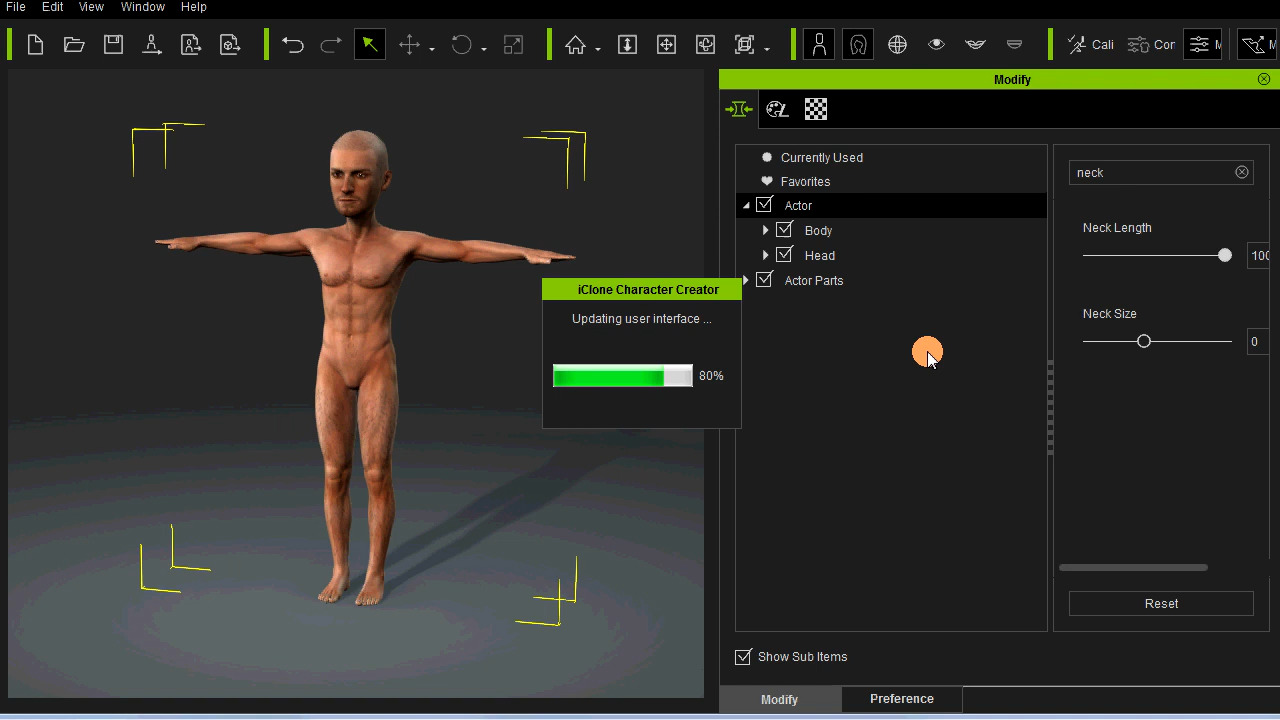 File Edit View Window Help
Cali Cor M M
Modify
Currently Used
Favorites
Actor
Body
Head
Actor Parts
neck
Neck Length
100
Neck Size
0
iClone Character Creator
Updating user interface ...
80%
Reset
Show Sub Items
Modify Preference